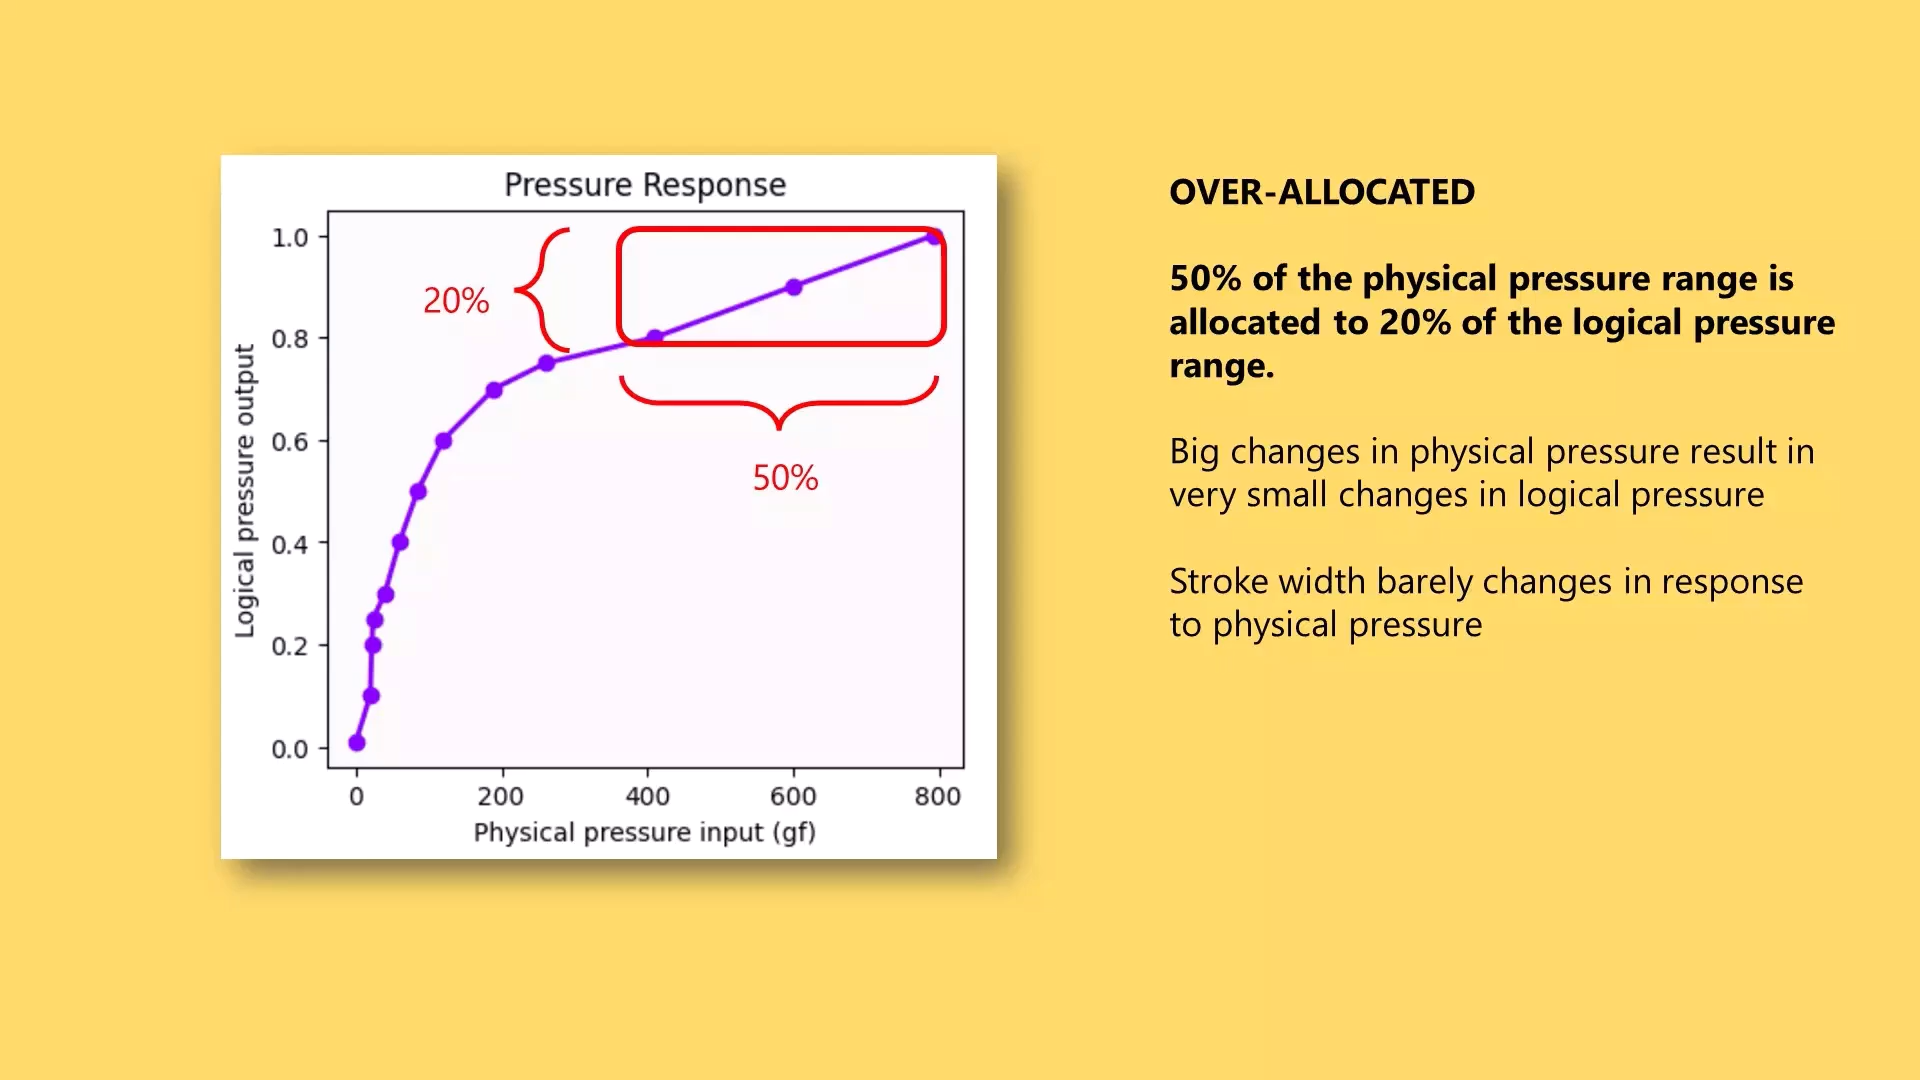 Pressure Response
1.0
0.8
0.6
0.4
0.2
0.0
Logical pressure output
20%
50%
0 200 400 600 800
Physical pressure input (gf)
OVER-ALLOCATED
50% of the physical pressure range is
allocated to 20% of the logical pressure
range.
Big changes in physical pressure result in
very small changes in logical pressure
Stroke width barely changes in response
to physical pressure